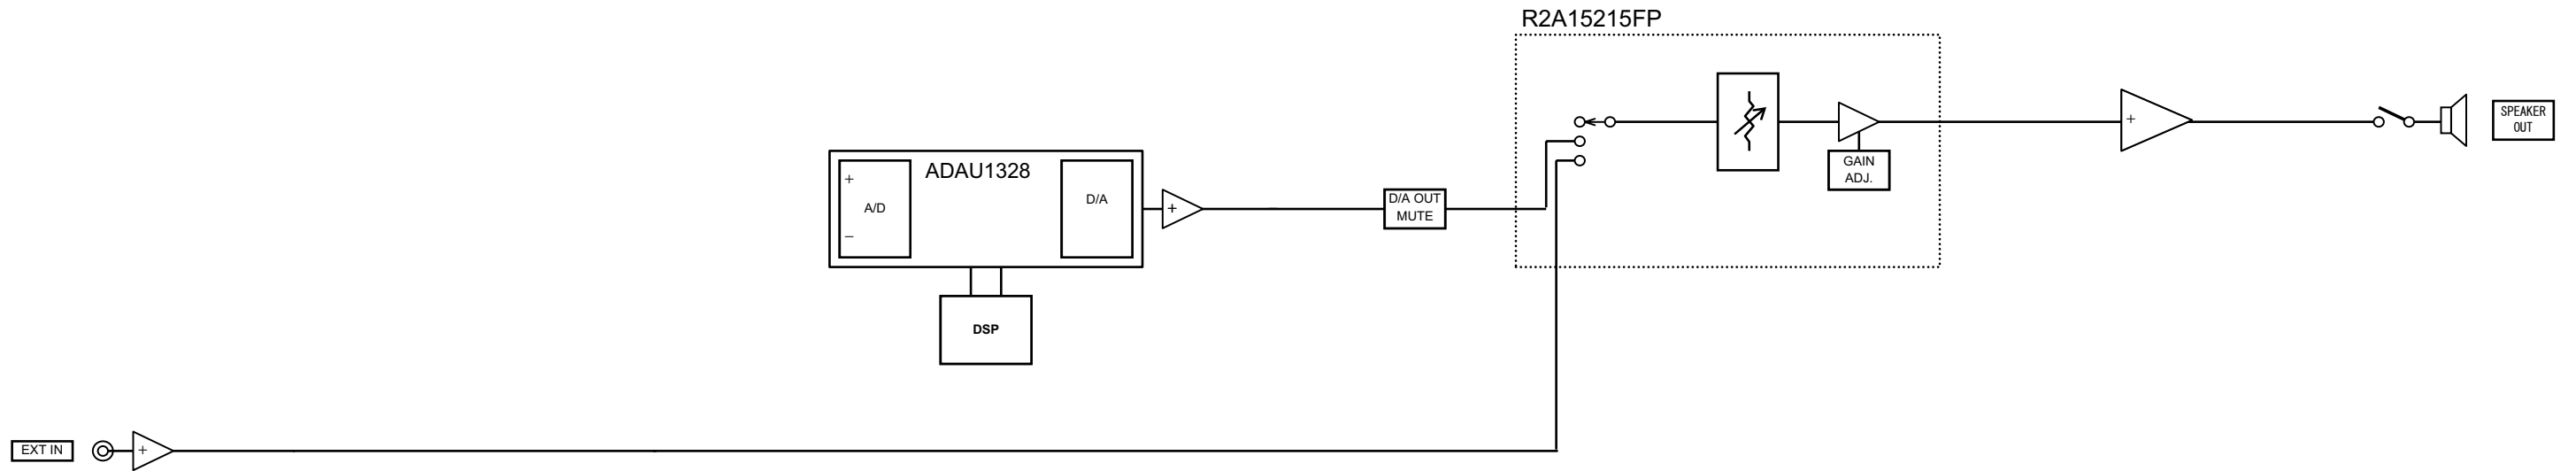 R2A15215FP
SPEAKER
OUT
GAIN
ADJ.
ADAU1328
+
A/D
−
D/A
+
D/A OUT
MUTE
+
DSP
EXT IN
+